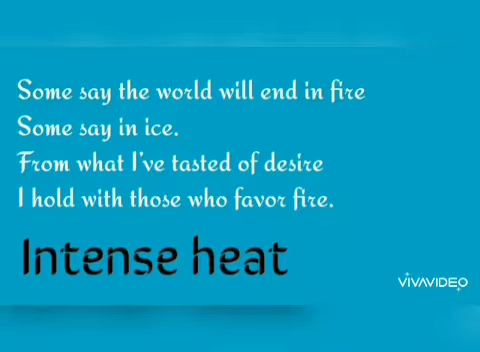 Some say the world will end in fire
Some say in ice.
From what I've tasted of desire
I hold with those who favor fire.
Intense heat
VIVAVIDEO